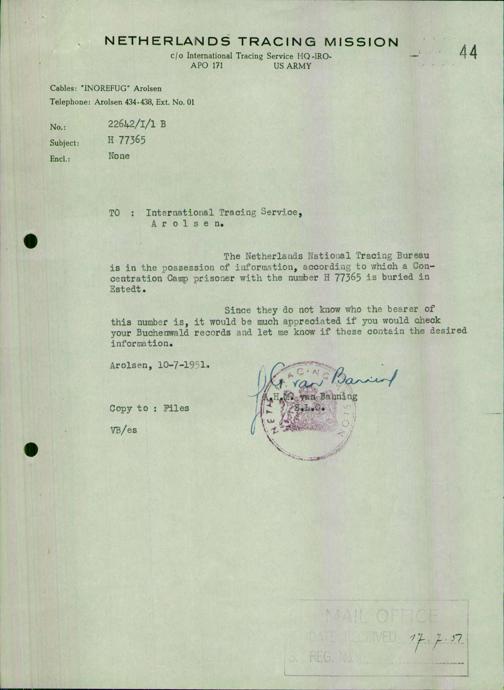 NETHERLANDS TRACING MISSION
c/o International Tracing Service HQ -IRO-
APO 171 US ARMY
44
Cables: "INOREFUG" Arolsen
Telephone: Arolsen 434-438, Ext. No. 01
No.: 22642/I/1 B
Subject: H 77365
Encl.: None
TO : International Tracing Service,
A r o l s e n.
The Netherlands National Tracing Bureau
is in the possession of information, according to which a Con-
centration Camp prisoner with the number H 77365 is buried in
Estedt.
Since they do not know who the bearer of
this number is, it would be much appreciated if you would check
your Buchenwald records and let me know if these contain the desired
information.
Arolsen, 10-7-1951.
A.H.M. van Banning
S.L.O.
Copy to : Files
VB/es
MAIL OFFICE
DATE RECEIVED 17.7.51
REG. No.